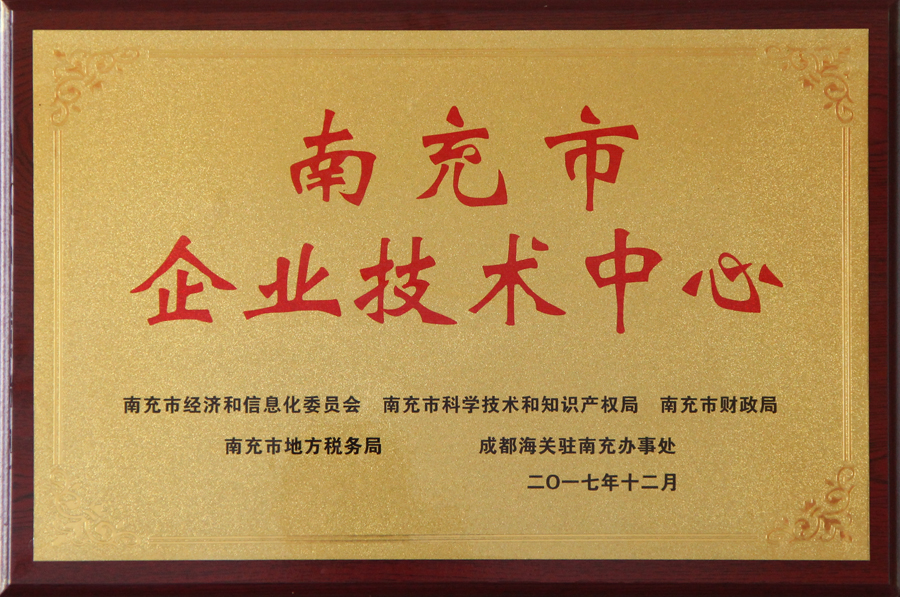 南充市
企业技术中心
南充市经济和信息化委员会 南充市科学技术和知识产权局 南充市财政局
南充市地方税务局 成都海关驻南充办事处
二〇一七年十二月